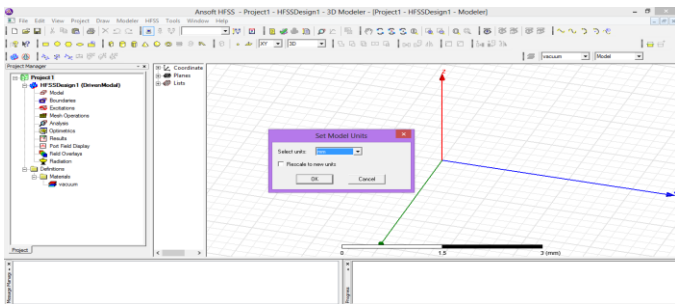 Ansoft HFSS - Project1 - HFSSDesign1 - 3D Modeler - [Project1 - HFSSDesign1 - Modeler]
File Edit View Project Draw Modeler HFSS Tools Window Help
XY 3D
vacuum Model
Project Manager
Project1
HFSSDesign1 (DrivenModal)
Model
Boundaries
Excitations
Mesh Operations
Analysis
Optimetrics
Results
Port Field Display
Field Overlays
Radiation
Definitions
Materials
vacuum
Project
Coordinate
Planes
Lists
Set Model Units
Select units: mm
Rescale to new units
OK Cancel
0 1.5 3 (mm)
Message Manag
Progress